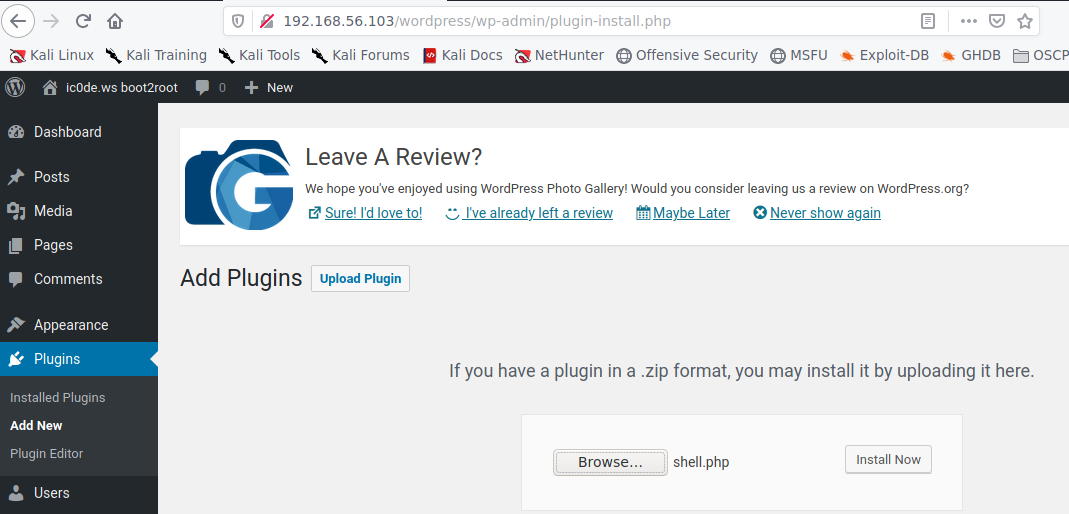 192.168.56.103/wordpress/wp-admin/plugin-install.php
Kali Linux Kali Training Kali Tools Kali Forums Kali Docs NetHunter Offensive Security MSFU Exploit-DB GHDB OSCP
ic0de.ws boot2root 0 New
Dashboard
Posts
Media
Pages
Comments
Appearance
Plugins
Installed Plugins
Add New
Plugin Editor
Users
Leave A Review?
We hope you've enjoyed using WordPress Photo Gallery! Would you consider leaving us a review on WordPress.org?
Sure! I'd love to! I've already left a review Maybe Later Never show again
Add Plugins Upload Plugin
If you have a plugin in a .zip format, you may install it by uploading it here.
Browse... shell.php Install Now